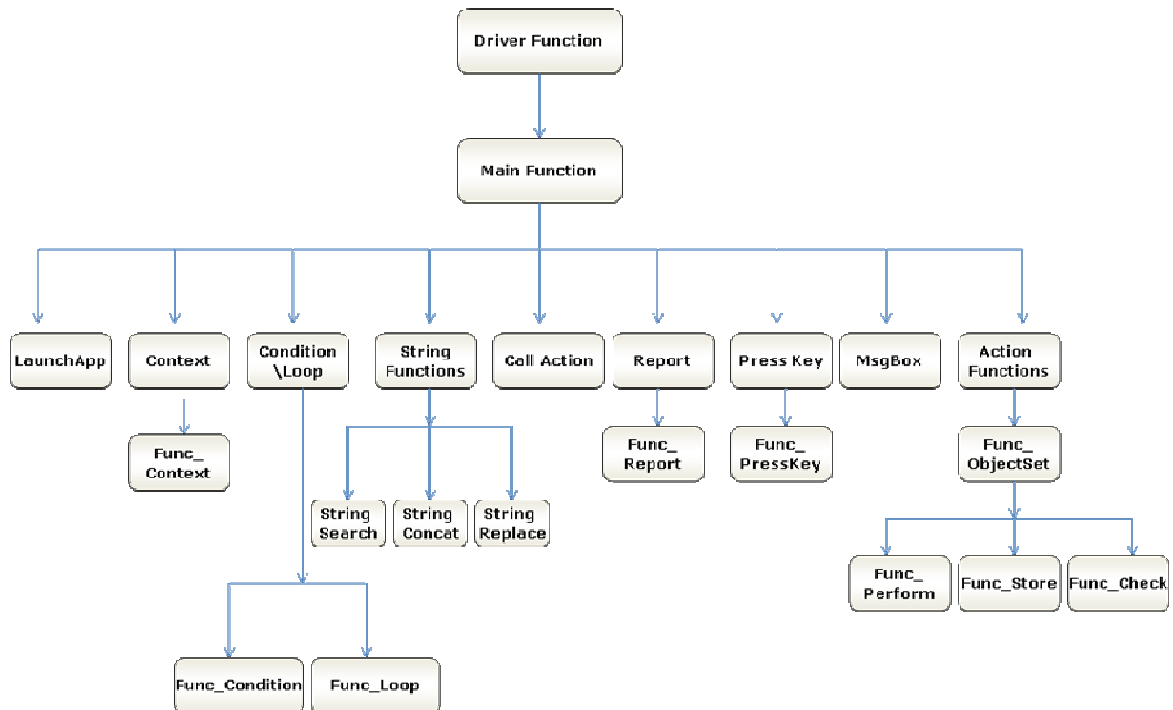 Driver Function
Main Function
LaunchApp
Context
Condition
\Loop
String
Functions
Call Action
Report
Press Key
MsgBox
Action
Functions
Func_
Context
Func_
Report
Func_
PressKey
Func_
ObjectSet
String
Search
String
Concat
String
Replace
Func_
Perform
Func_Store
Func_Check
Func_Condition
Func_Loop